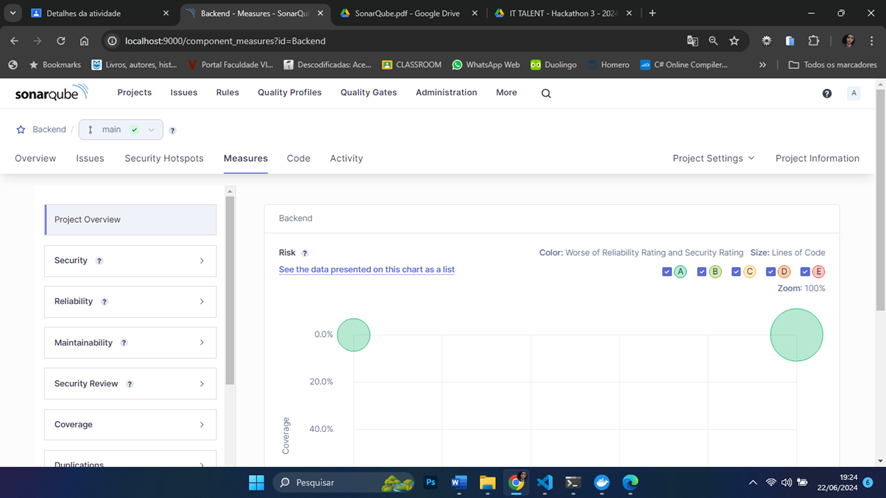 Detalhes da atividade
Backend - Measures - SonarQu
SonarQube.pdf - Google Drive
IT TALENT - Hackathon 3 - 2024
localhost:9000/component_measures?id=Backend
Bookmarks
Livros, autores, hist...
Portal Faculdade VI...
Descodificadas: Ace...
CLASSROOM
WhatsApp Web
Duolingo
Homero
C# Online Compiler...
Todos os marcadores
sonarqube
Projects
Issues
Rules
Quality Profiles
Quality Gates
Administration
More
?
A
Backend /
main
?
Overview
Issues
Security Hotspots
Measures
Code
Activity
Project Settings
Project Information
Project Overview
Security ?
Reliability ?
Maintainability ?
Security Review ?
Coverage
Duplications
Backend
Risk ?
Color: Worse of Reliability Rating and Security Rating Size: Lines of Code
See the data presented on this chart as a list
A B C D E
Zoom: 100%
0.0%
20.0%
40.0%
Coverage
Pesquisar
Ps
19:24
22/06/2024
6